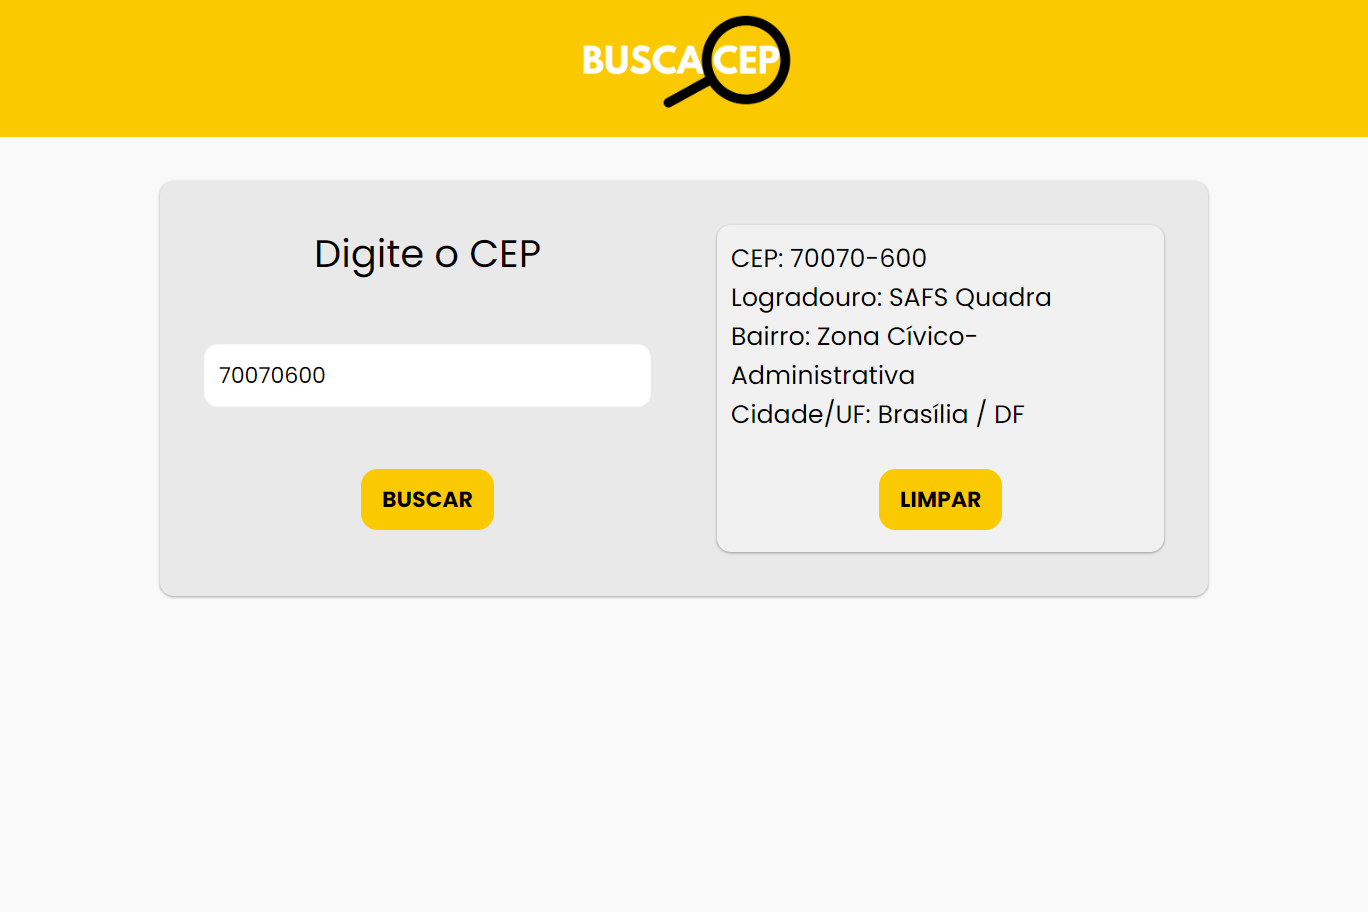 BUSCA CEP
Digite o CEP
70070600
BUSCAR
CEP: 70070-600
Logradouro: SAFS Quadra
Bairro: Zona Cívico-
Administrativa
Cidade/UF: Brasília / DF
LIMPAR